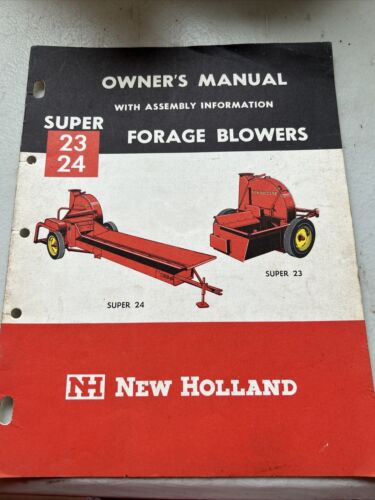 OWNER'S MANUAL
WITH ASSEMBLY INFORMATION
SUPER
23
24
FORAGE BLOWERS
SUPER 23
SUPER 24
NH NEW HOLLAND